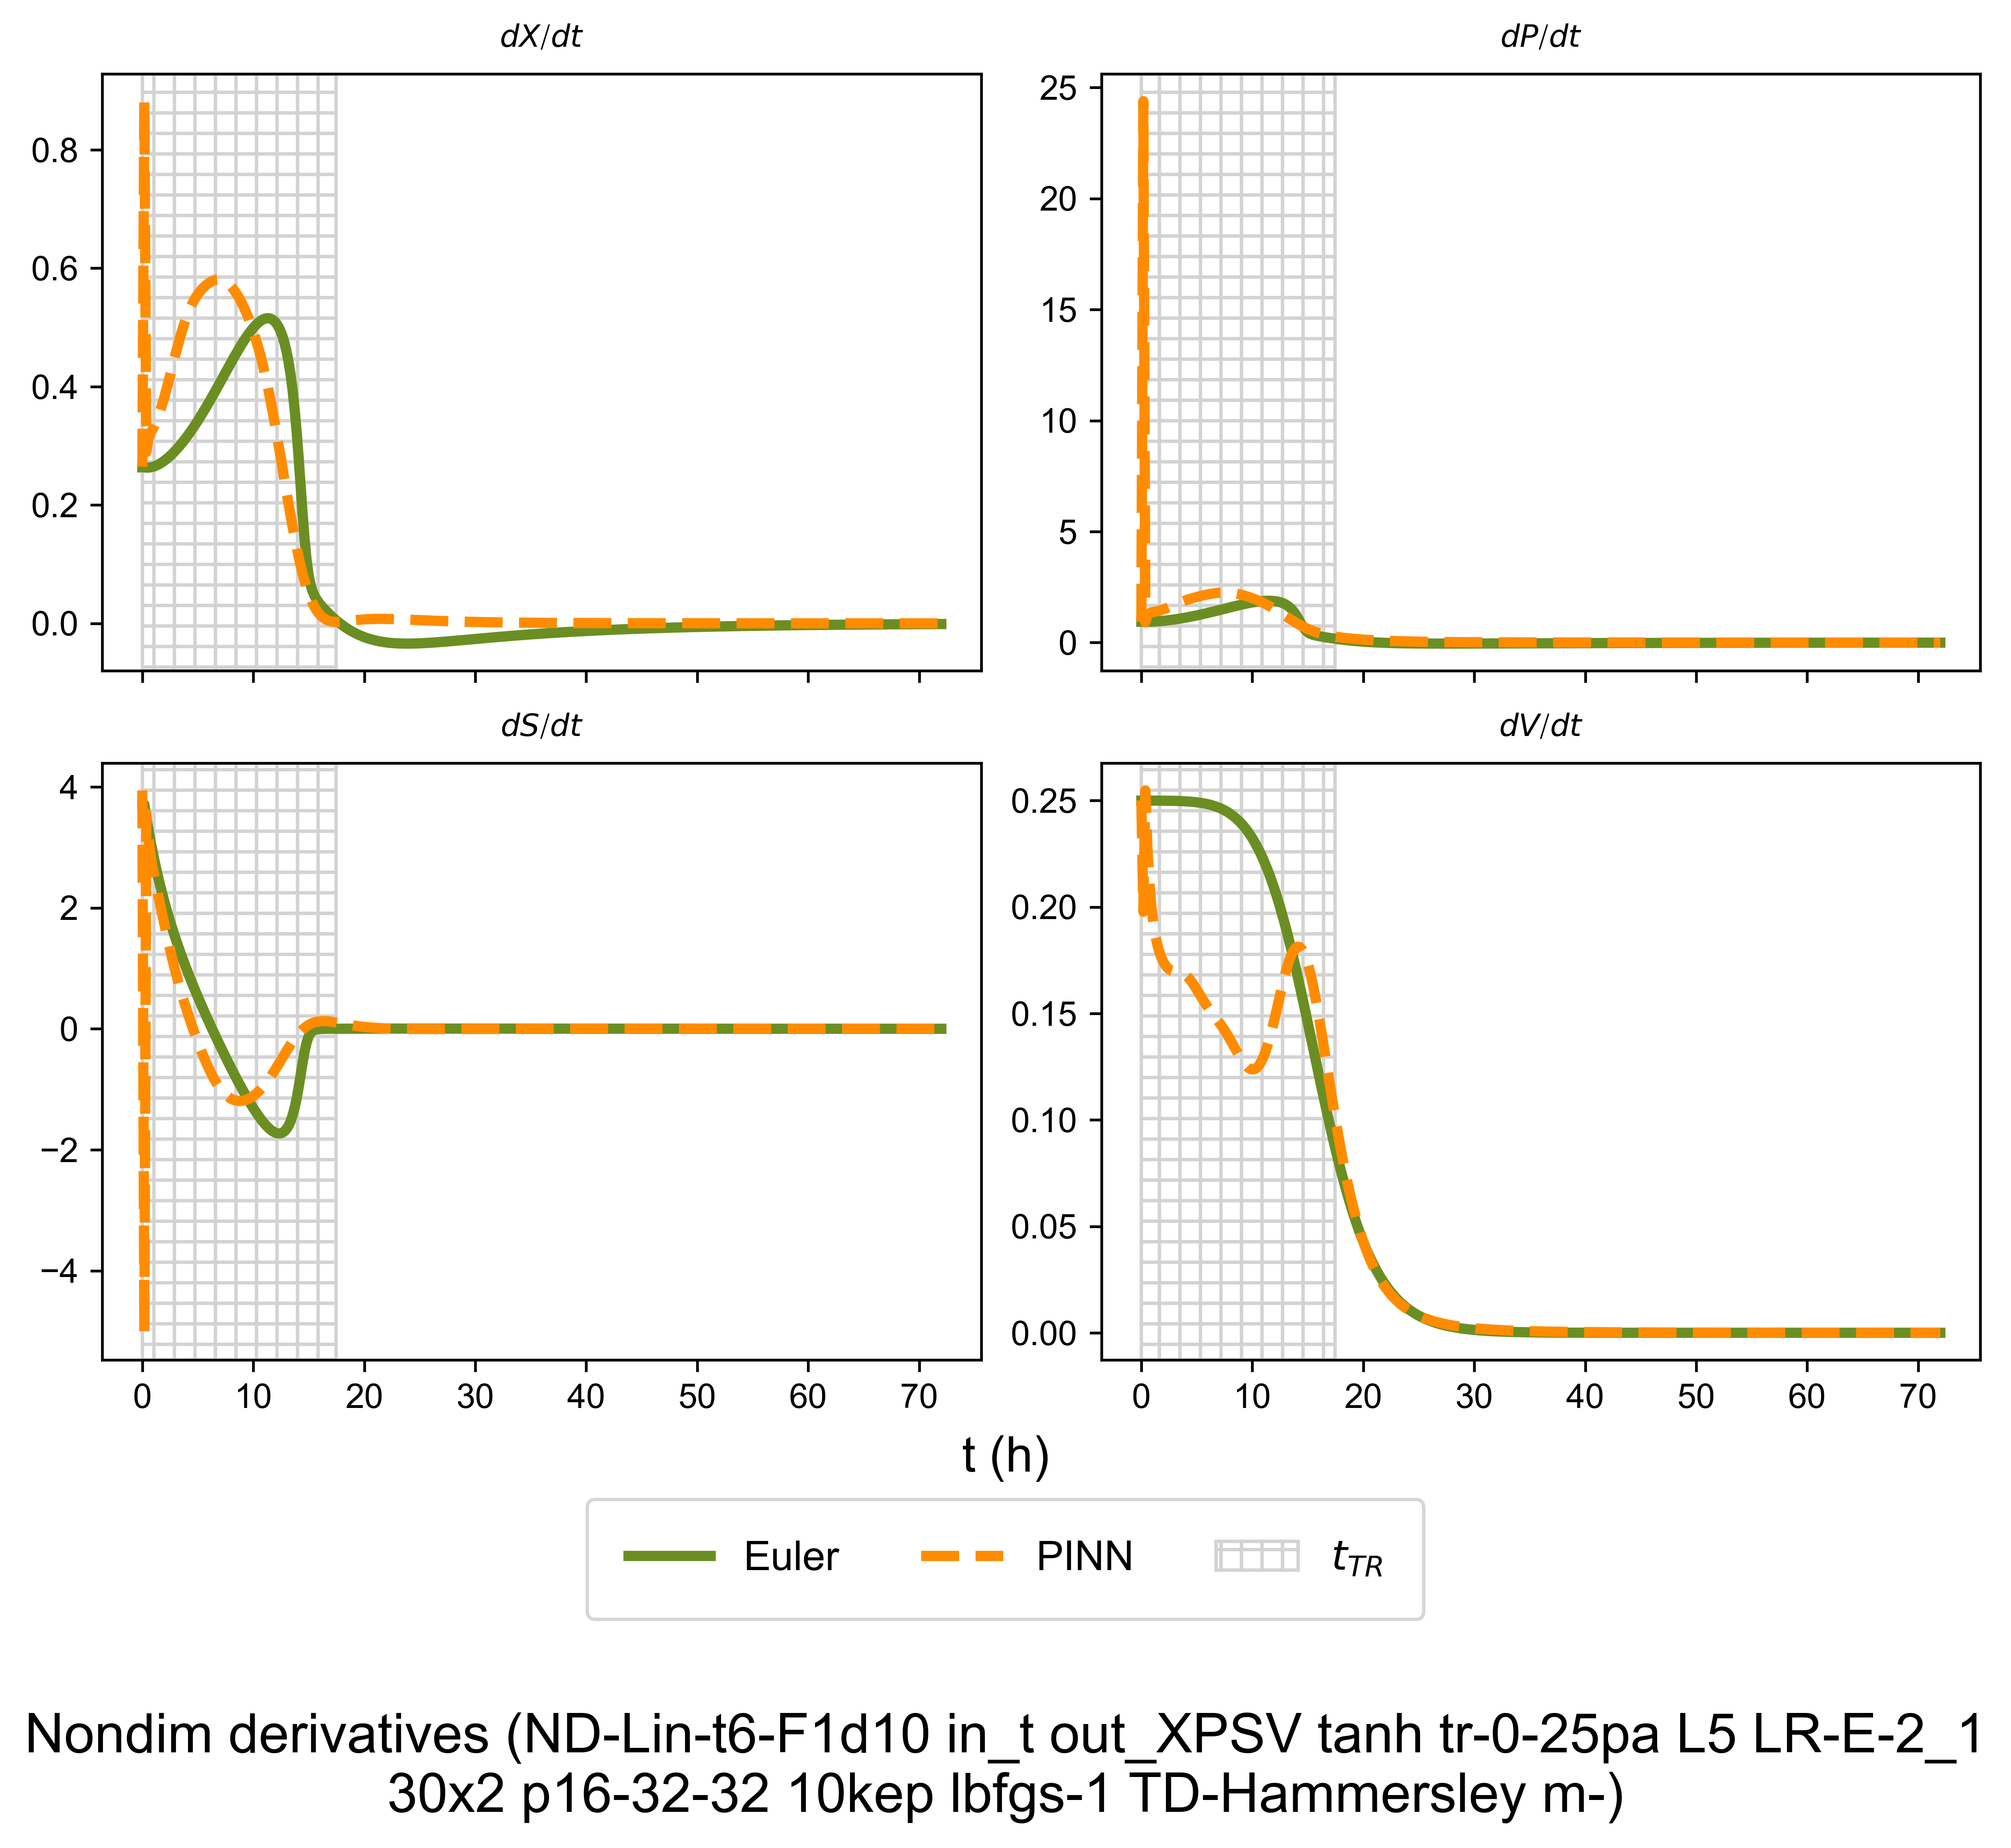 dX/dt
dP/dt
0.8
0.6
0.4
0.2
0.0
25
20
15
10
5
0
dS/dt
dV/dt
4
2
0
−2
−4
0 10 20 30 40 50 60 70
0.25
0.20
0.15
0.10
0.05
0.00
0 10 20 30 40 50 60 70
t (h)
Euler PINN t_{TR}
Nondim derivatives (ND-Lin-t6-F1d10 in_t out_XPSV tanh tr-0-25pa L5 LR-E-2_1
30x2 p16-32-32 10kep lbfgs-1 TD-Hammersley m-)